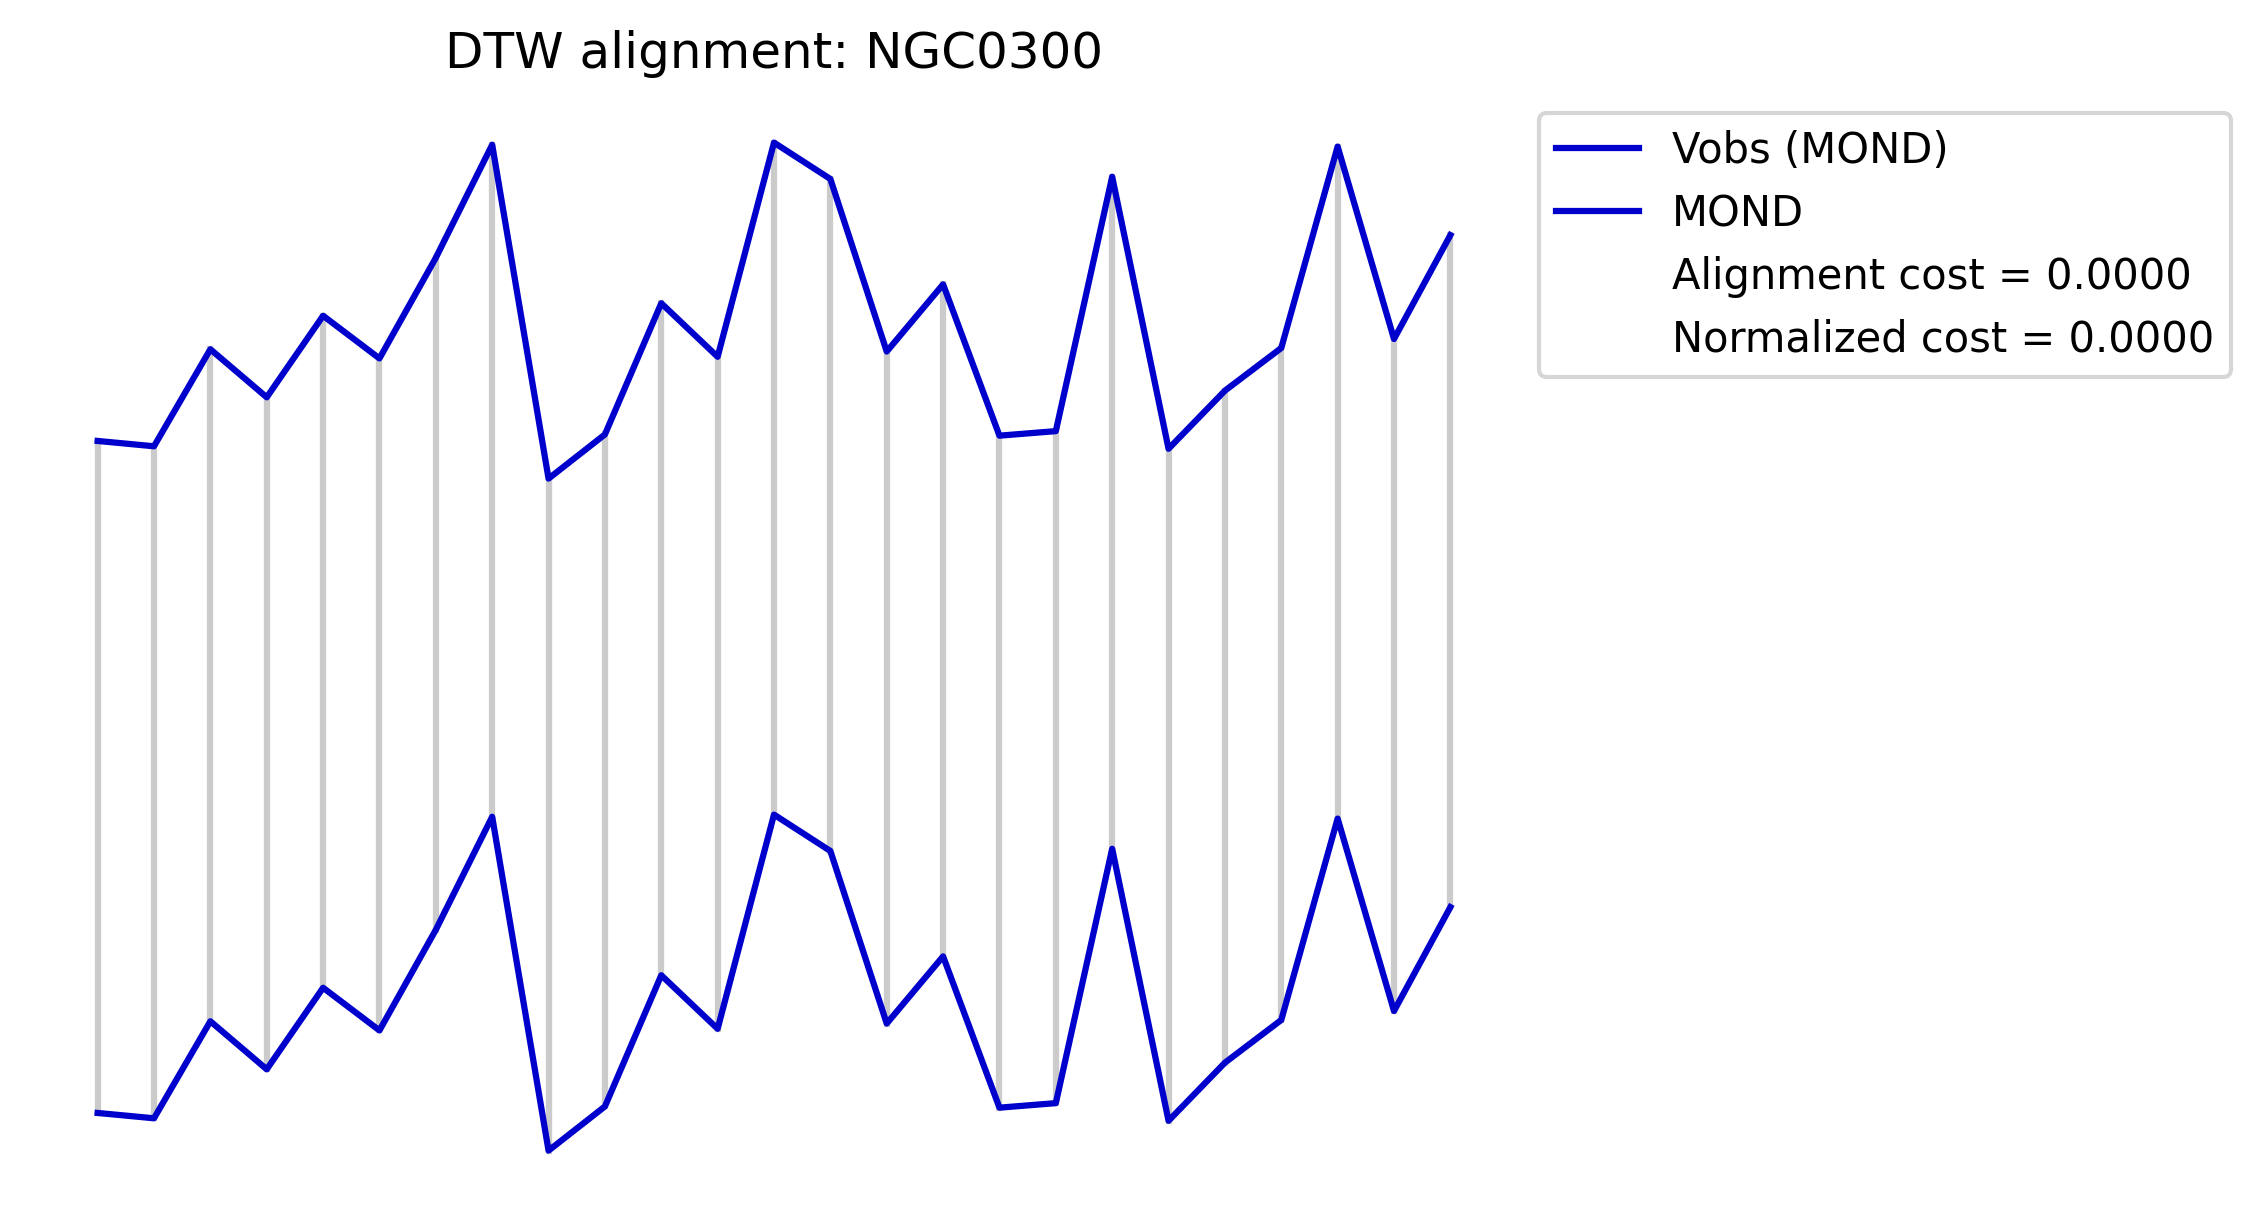 DTW alignment: NGC0300
Vobs (MOND)
MOND
Alignment cost = 0.0000
Normalized cost = 0.0000